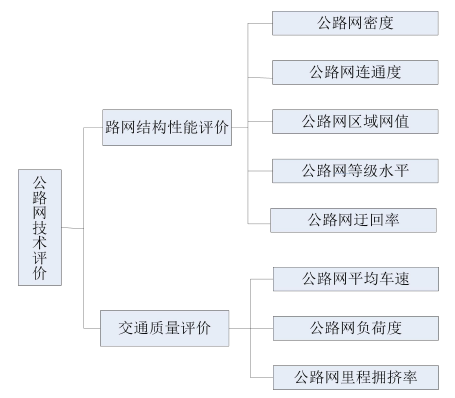 公路网技术评价
路网结构性能评价
公路网密度
公路网连通度
公路网区域网值
公路网等级水平
公路网迂回率
交通质量评价
公路网平均车速
公路网负荷度
公路网里程拥挤率